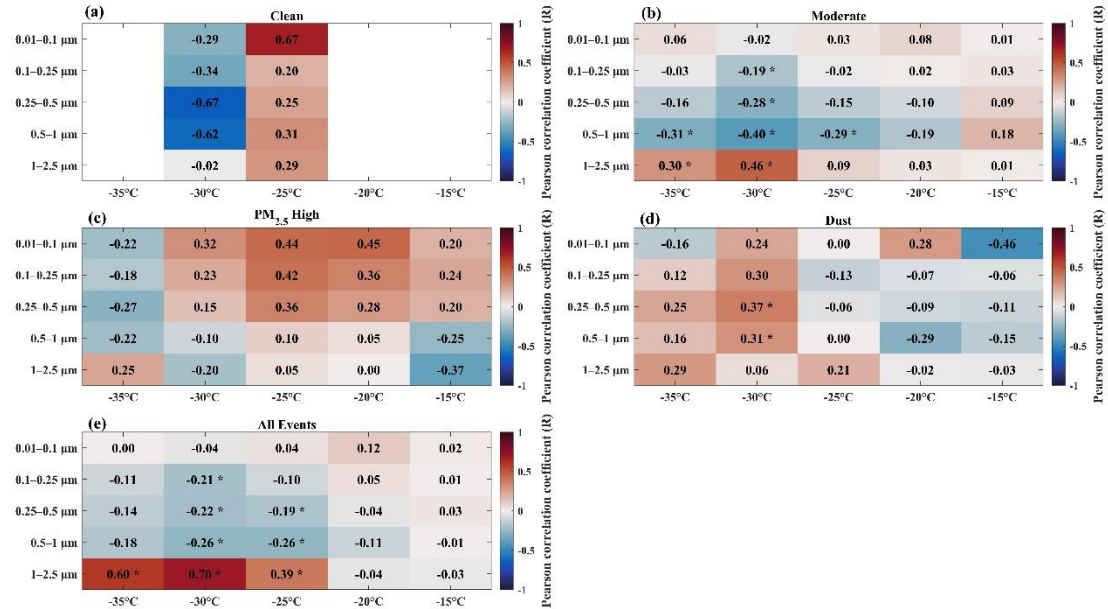 (a) Clean
0.01–0.1 µm -0.29 0.67
0.1–0.25 µm -0.34 0.20
0.25–0.5 µm -0.67 0.25
0.5–1 µm -0.62 0.31
1–2.5 µm -0.02 0.29
-35°C -30°C -25°C -20°C -15°C
1
0.5
0
-0.5
-1
Pearson correlation coefficient (R)
(b) Moderate
0.01–0.1 µm 0.06 -0.02 0.03 0.08 0.01
0.1–0.25 µm -0.03 -0.19 * -0.02 0.02 0.03
0.25–0.5 µm -0.16 -0.28 * -0.15 -0.10 0.09
0.5–1 µm -0.31 * -0.40 * -0.29 * -0.19 0.18
1–2.5 µm 0.30 * 0.46 * 0.09 0.03 0.01
-35°C -30°C -25°C -20°C -15°C
1
0.5
0
-0.5
-1
Pearson correlation coefficient (R)
(c) PM2.5 High
0.01–0.1 µm -0.22 0.32 0.44 0.45 0.20
0.1–0.25 µm -0.18 0.23 0.42 0.36 0.24
0.25–0.5 µm -0.27 0.15 0.36 0.28 0.20
0.5–1 µm -0.22 -0.10 0.10 0.05 -0.25
1–2.5 µm 0.25 -0.20 0.05 0.00 -0.37
-35°C -30°C -25°C -20°C -15°C
1
0.5
0
-0.5
-1
Pearson correlation coefficient (R)
(d) Dust
0.01–0.1 µm -0.16 0.24 0.00 0.28 -0.46
0.1–0.25 µm 0.12 0.30 -0.13 -0.07 -0.06
0.25–0.5 µm 0.25 0.37 * -0.06 -0.09 -0.11
0.5–1 µm 0.16 0.31 * 0.00 -0.29 -0.15
1–2.5 µm 0.29 0.06 0.21 -0.02 -0.03
-35°C -30°C -25°C -20°C -15°C
1
0.5
0
-0.5
-1
Pearson correlation coefficient (R)
(e) All Events
0.01–0.1 µm 0.00 -0.04 0.04 0.12 0.02
0.1–0.25 µm -0.11 -0.21 * -0.10 0.05 0.01
0.25–0.5 µm -0.14 -0.22 * -0.19 * -0.04 0.03
0.5–1 µm -0.18 -0.26 * -0.26 * -0.11 -0.01
1–2.5 µm 0.60 * 0.70 * 0.39 * -0.04 -0.03
-35°C -30°C -25°C -20°C -15°C
1
0.5
0
-0.5
-1
Pearson correlation coefficient (R)